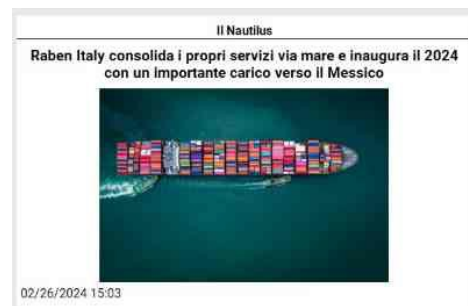 Il Nautilus
Raben Italy consolida i propri servizi via mare e inaugura il 2024
con un importante carico verso il Messico
02/26/2024 15:03